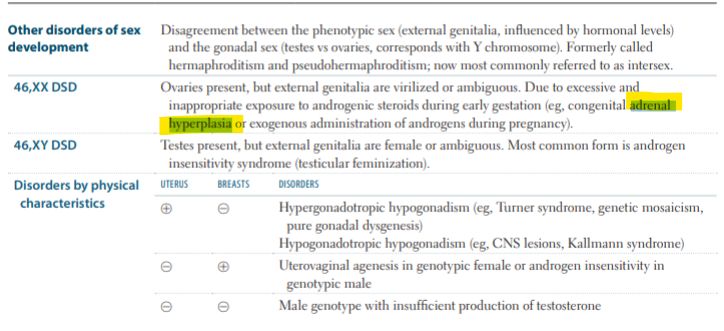 Other disorders of sex development
Disagreement between the phenotypic sex (external genitalia, influenced by hormonal levels)
and the gonadal sex (testes vs ovaries, corresponds with Y chromosome). Formerly called
hermaphroditism and pseudohermaphroditism; now most commonly referred to as intersex.
46,XX DSD
Ovaries present, but external genitalia are virilized or ambiguous. Due to excessive and
inappropriate exposure to androgenic steroids during early gestation (eg, congenital adrenal
hyperplasia or exogenous administration of androgens during pregnancy).
46,XY DSD
Testes present, but external genitalia are female or ambiguous. Most common form is androgen
insensitivity syndrome (testicular feminization).
Disorders by physical
characteristics
UTERUS BREASTS DISORDERS
⊕ ⊖ Hypergonadotropic hypogonadism (eg, Turner syndrome, genetic mosaicism,
pure gonadal dysgenesis)
Hypogonadotropic hypogonadism (eg, CNS lesions, Kallmann syndrome)
⊖ ⊕ Uterovaginal agenesis in genotypic female or androgen insensitivity in
genotypic male
⊖ ⊖ Male genotype with insufficient production of testosterone